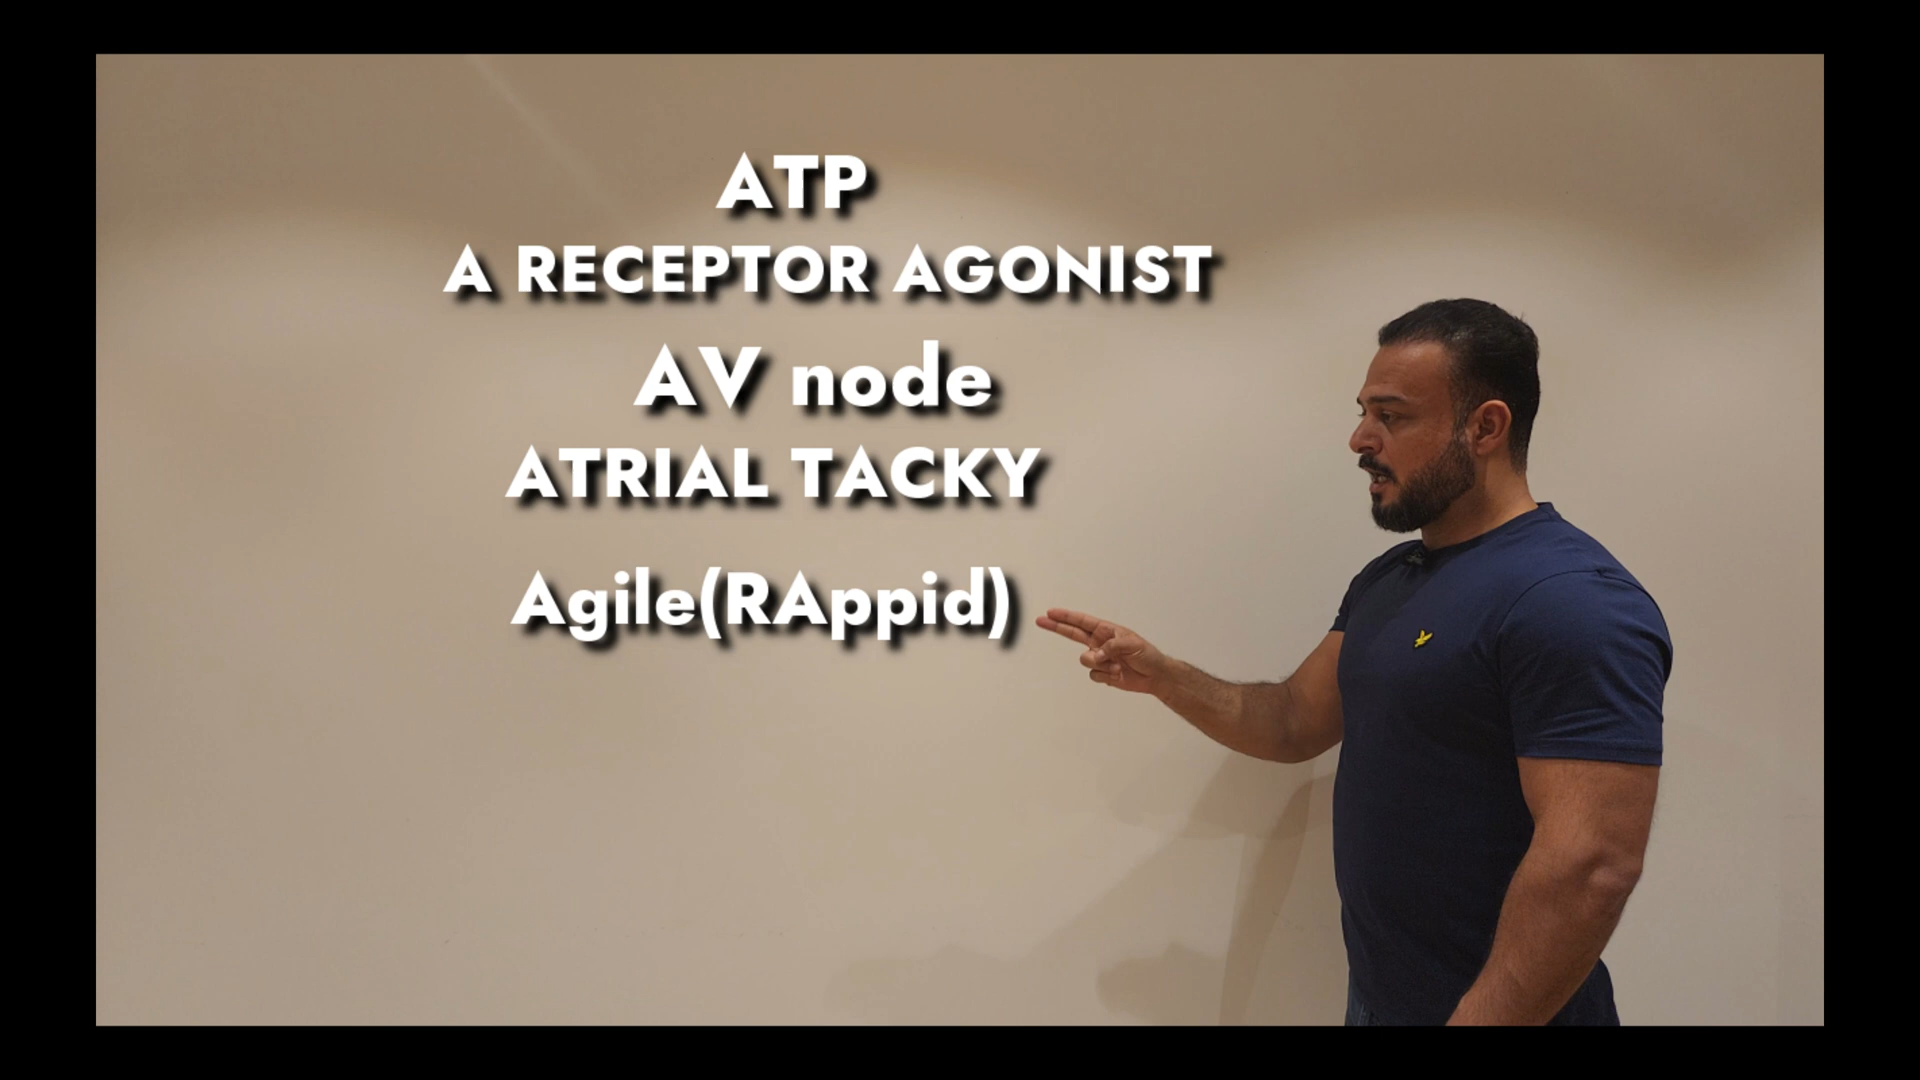 ATP
A RECEPTOR AGONIST
AV node
ATRIAL TACKY
Agile(RAppid)